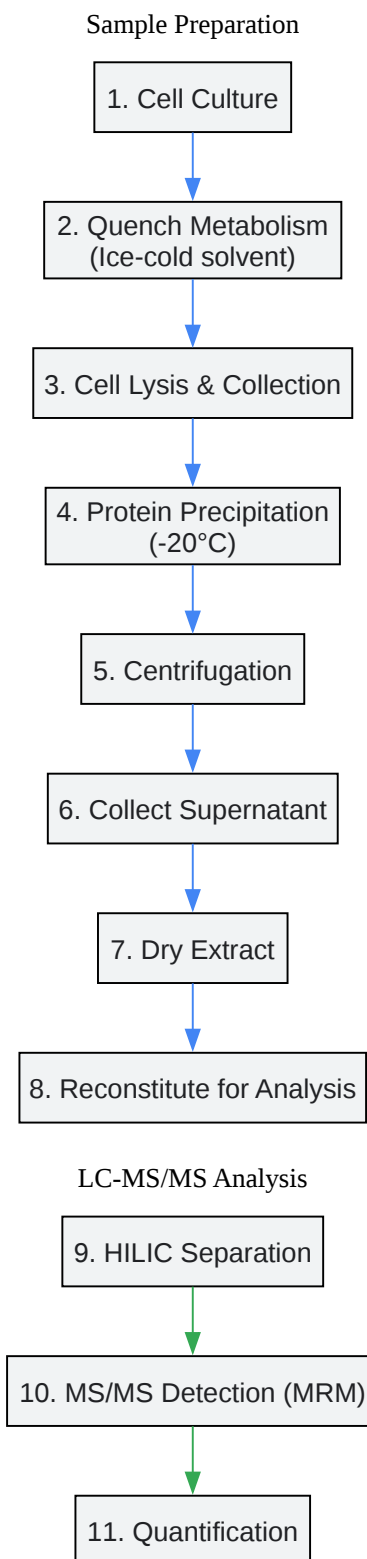 Sample Preparation
1. Cell Culture
2. Quench Metabolism
(Ice-cold solvent)
3. Cell Lysis & Collection
4. Protein Precipitation
(-20°C)
5. Centrifugation
6. Collect Supernatant
7. Dry Extract
8. Reconstitute for Analysis
LC-MS/MS Analysis
9. HILIC Separation
10. MS/MS Detection (MRM)
11. Quantification